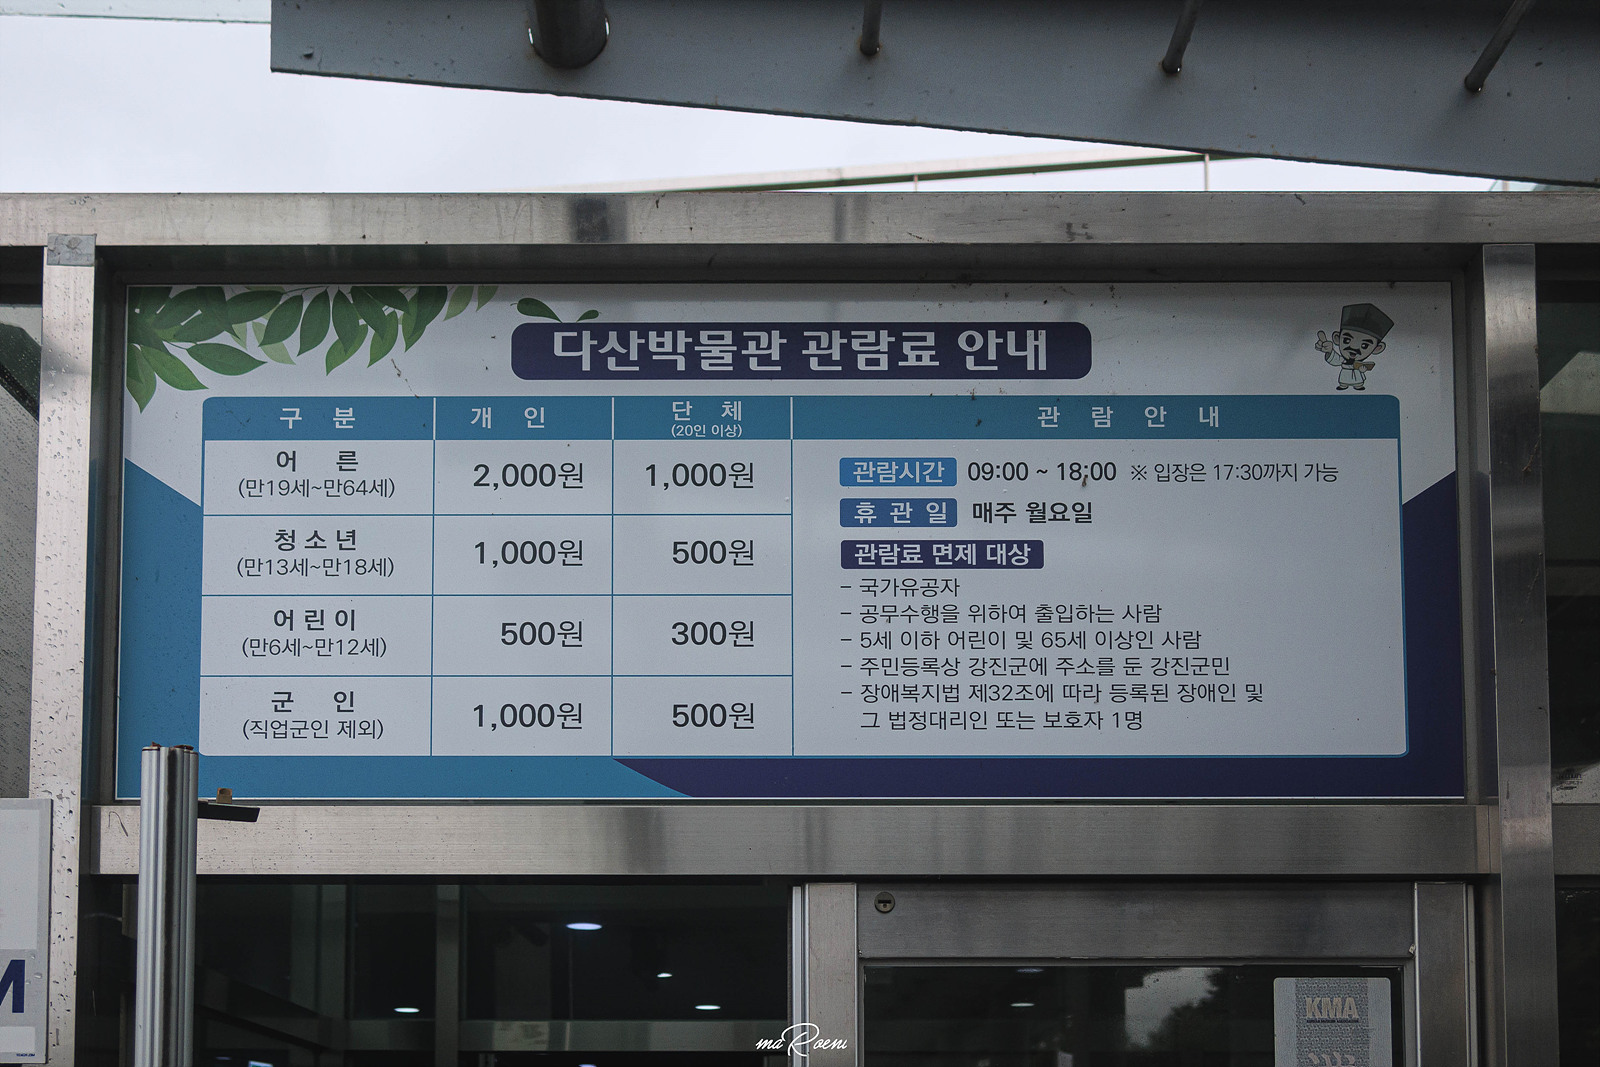 다산박물관 관람료 안내
구 분 개 인 단 체 관 람 안 내
(20인 이상)
어 른 2,000원 1,000원
(만19세~만64세)
청 소 년 1,000원 500원
(만13세~만18세)
어 린 이 500원 300원
(만6세~만12세)
군 인 1,000원 500원
(직업군인 제외)
관람시간 09:00 ~ 18:00 ※ 입장은 17:30까지 가능
휴 관 일 매주 월요일
관람료 면제 대상
- 국가유공자
- 공무수행을 위하여 출입하는 사람
- 5세 이하 어린이 및 65세 이상인 사람
- 주민등록상 강진군에 주소를 둔 강진군민
- 장애복지법 제32조에 따라 등록된 장애인 및
그 법정대리인 또는 보호자 1명
M
KMA
maRoeni